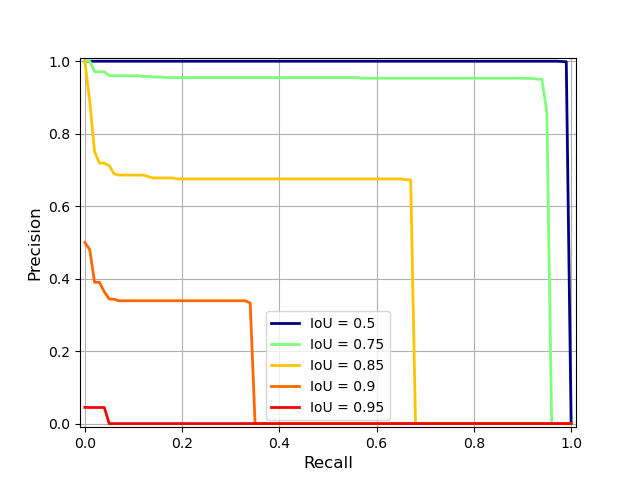 1.0
0.8
0.6
0.4
0.2
0.0
Precision
IoU = 0.5
IoU = 0.75
IoU = 0.85
IoU = 0.9
IoU = 0.95
0.0 0.2 0.4 0.6 0.8 1.0
Recall